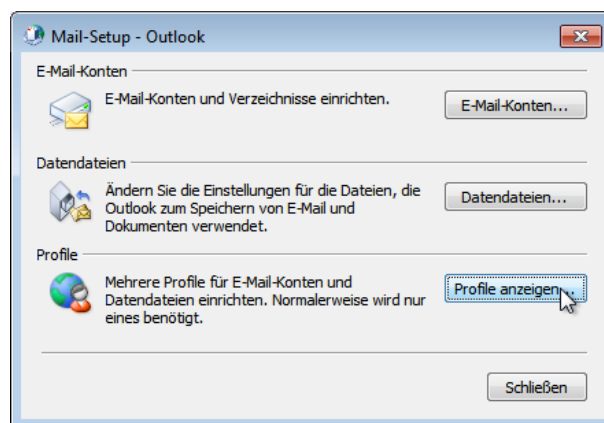 Mail-Setup - Outlook
E-Mail-Konten
E-Mail-Konten und Verzeichnisse einrichten.
E-Mail-Konten...
Datendateien
Ändern Sie die Einstellungen für die Dateien, die
Outlook zum Speichern von E-Mail und
Dokumenten verwendet.
Datendateien...
Profile
Mehrere Profile für E-Mail-Konten und
Datendateien einrichten. Normalerweise wird nur
eines benötigt.
Profile anzeigen...
Schließen